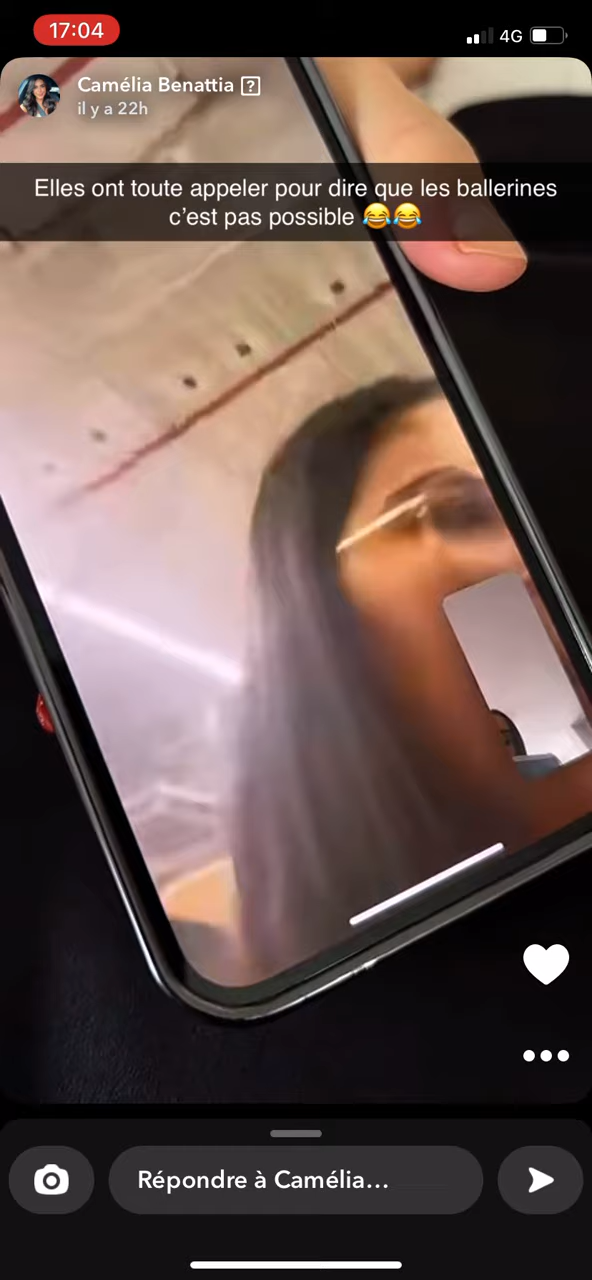 17:04
4G
Camélia Benattia ?
il y a 22h
Elles ont toute appeler pour dire que les ballerines
c'est pas possible 😂😂
Répondre à Camélia...